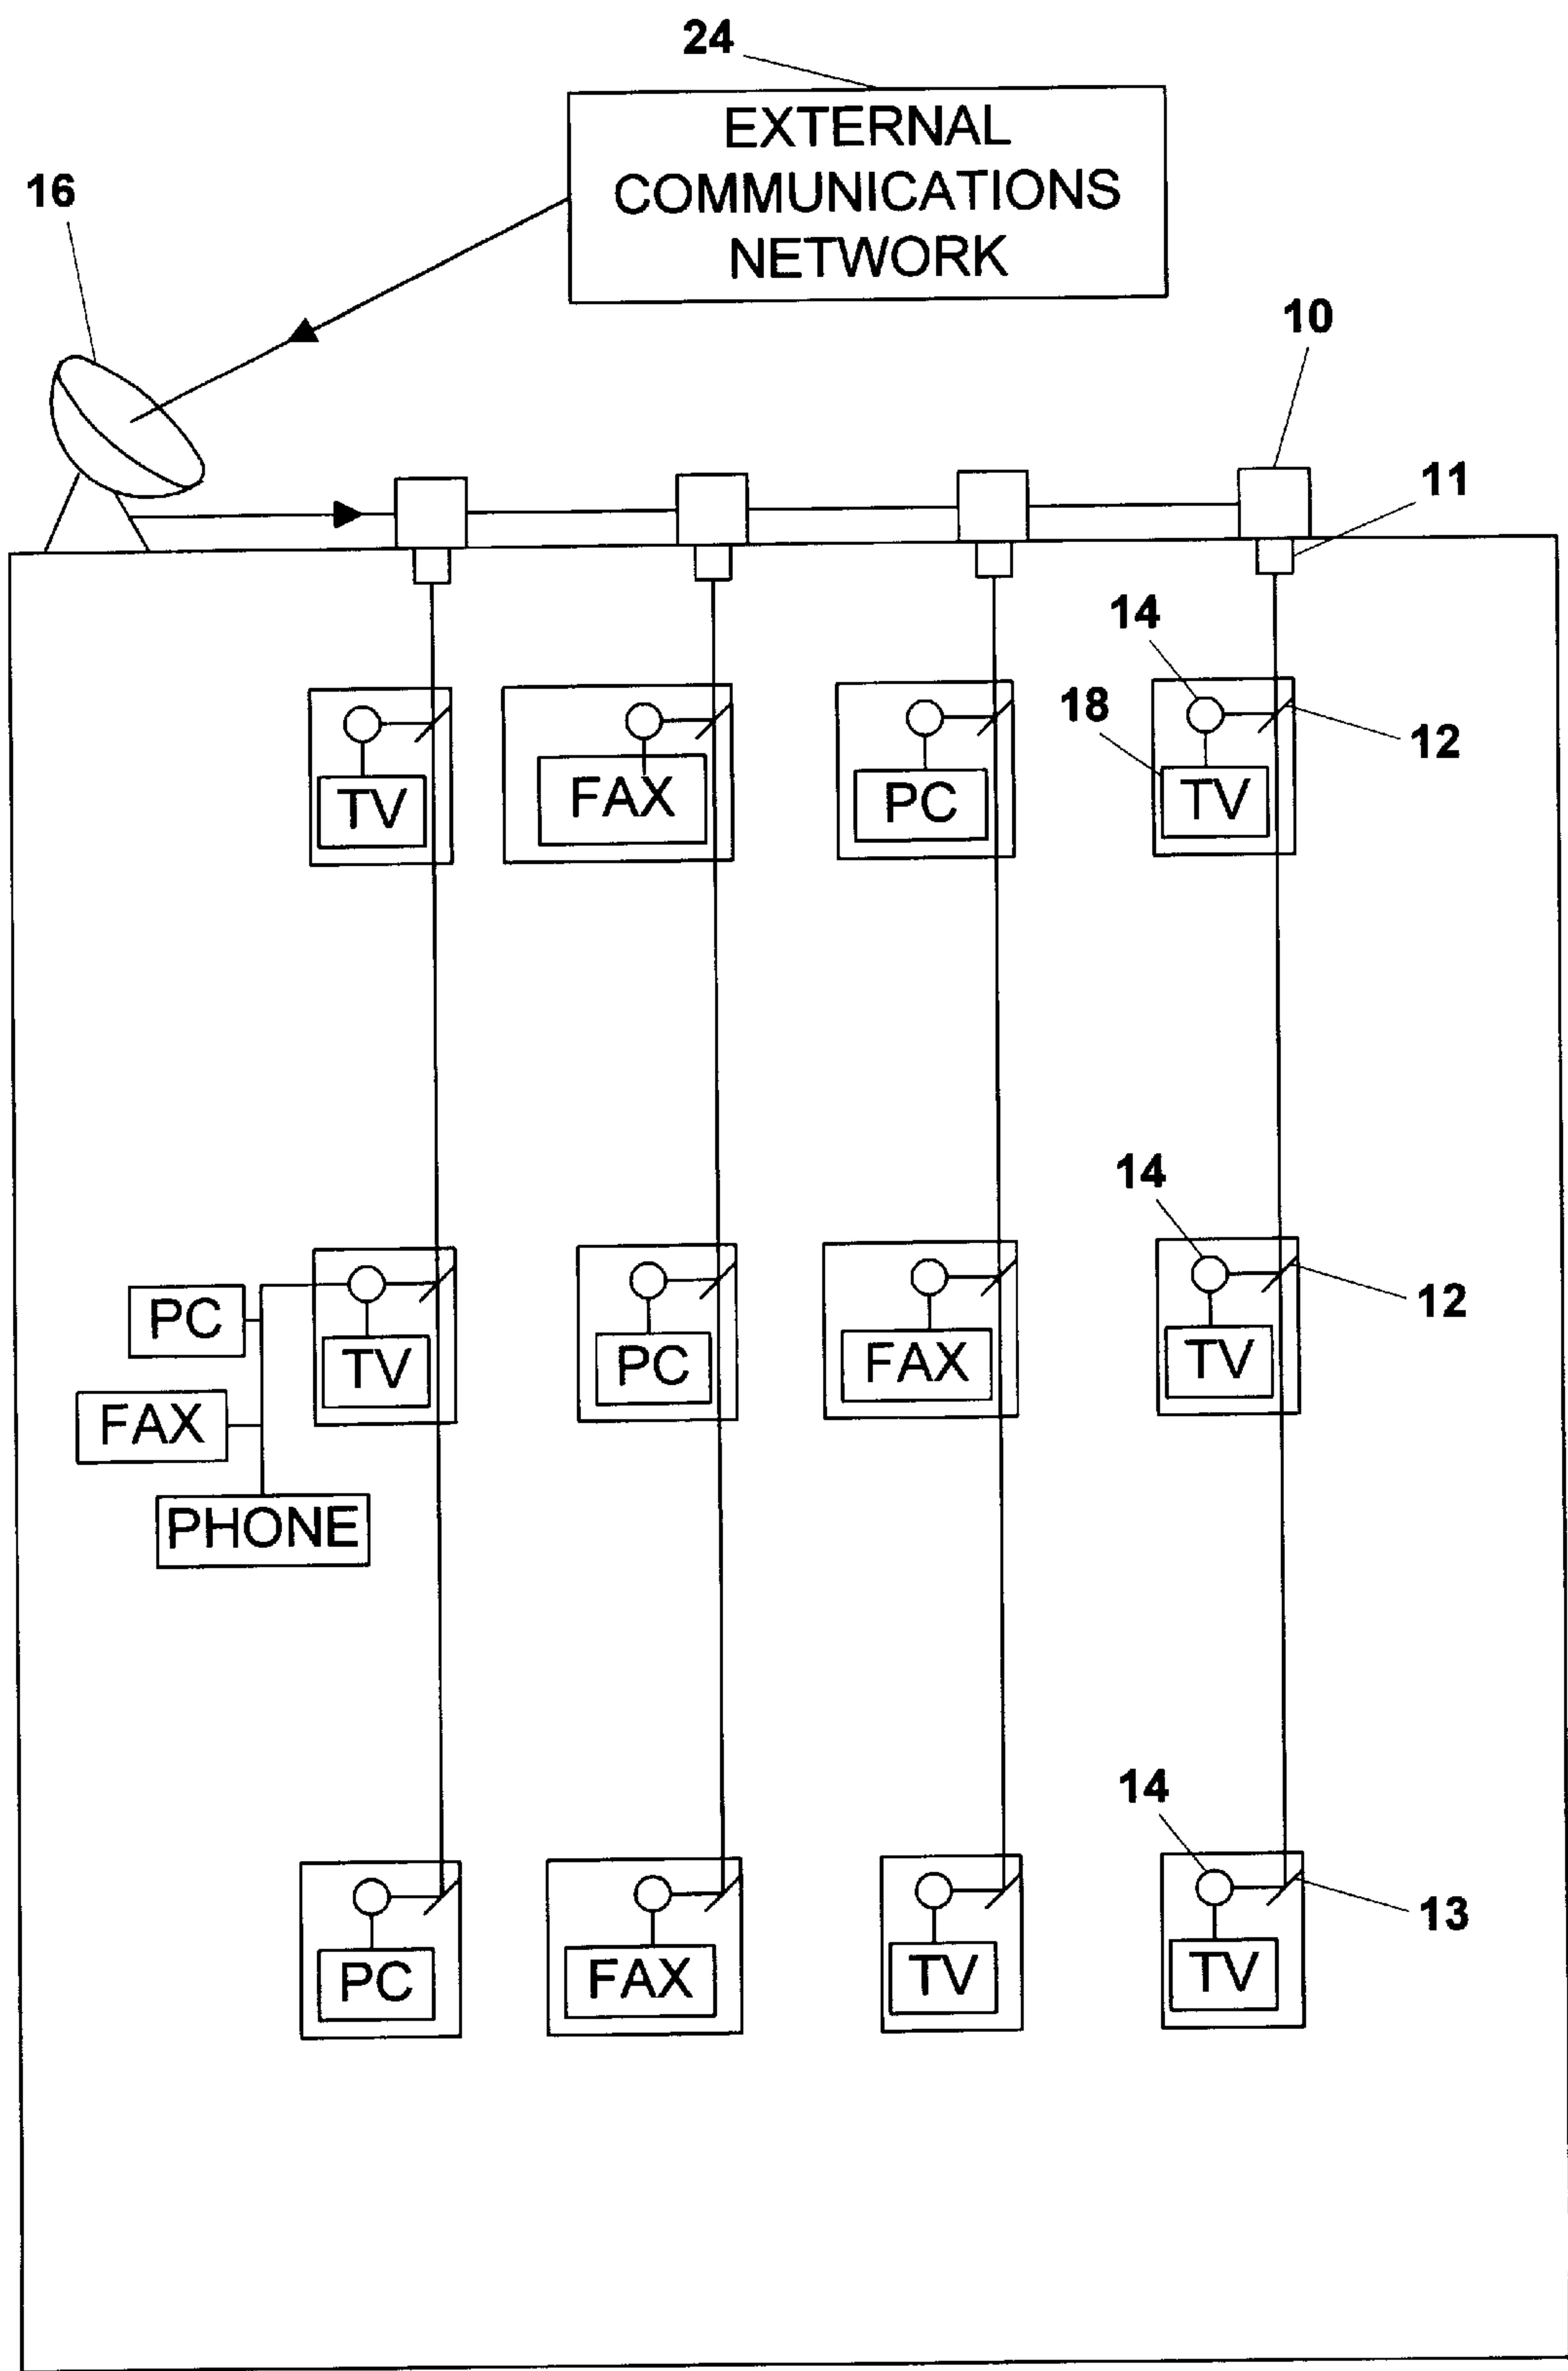 24
EXTERNAL
COMMUNICATIONS
NETWORK
16
10
11
14
18
12
TV
FAX
PC
TV
14
12
PC
TV
PC
FAX
TV
FAX
PHONE
14
13
PC
FAX
TV
TV